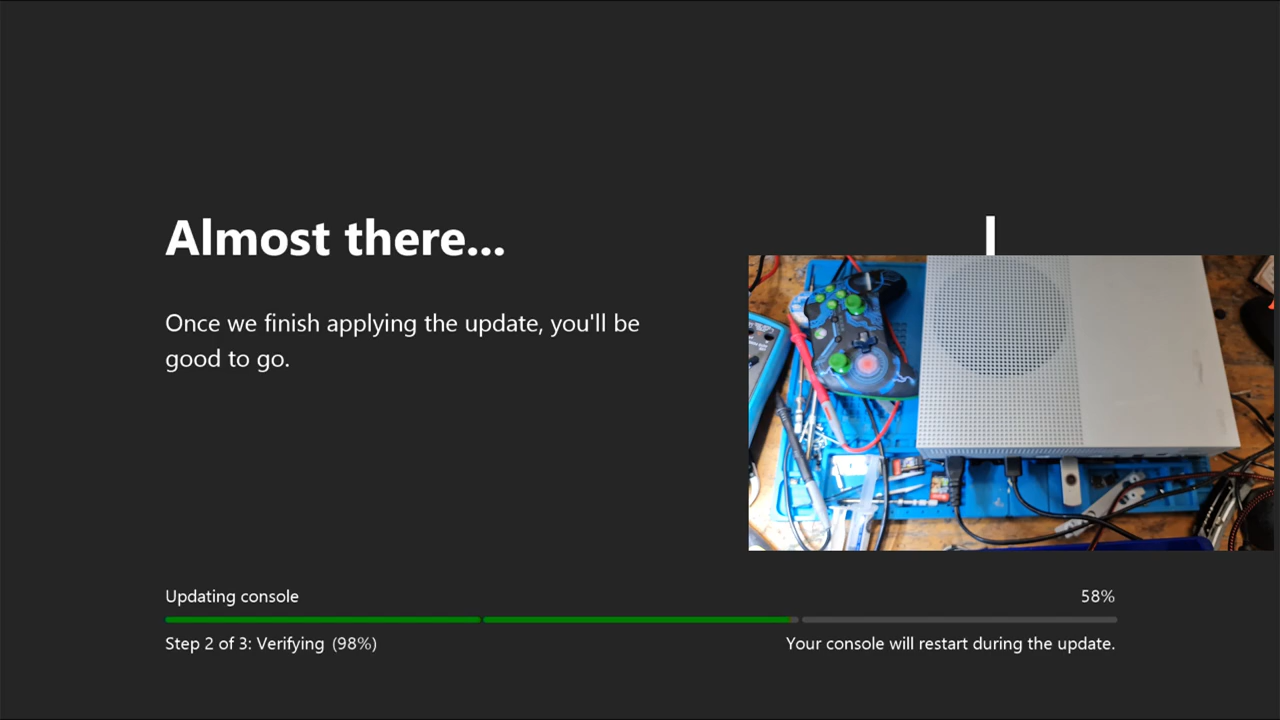 Almost there...
Once we finish applying the update, you'll be
good to go.
Updating console
58%
Step 2 of 3: Verifying (98%)
Your console will restart during the update.